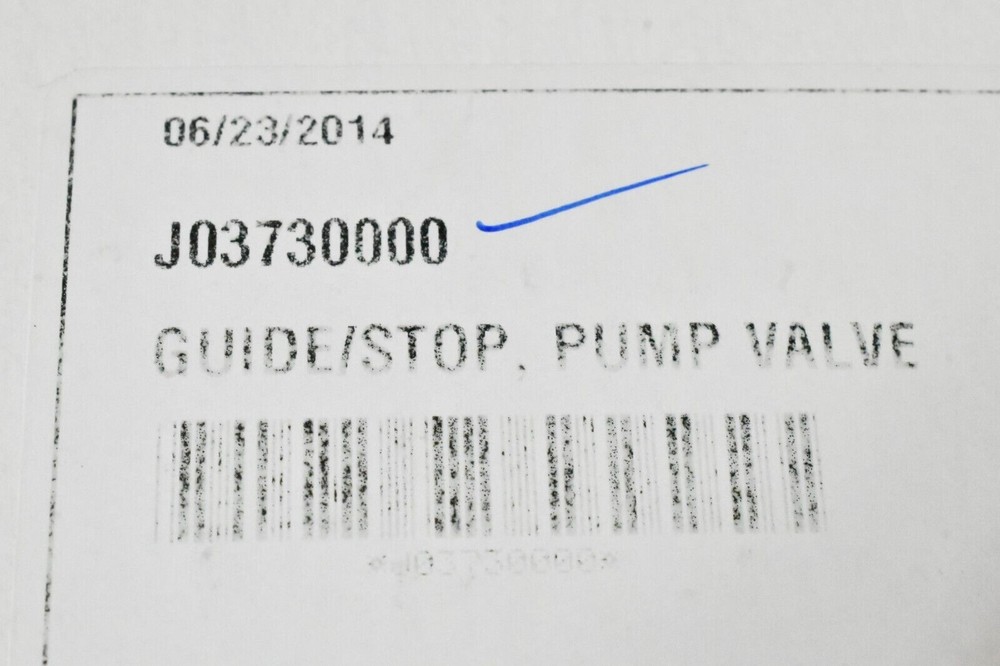 06/23/2014
J03730000
GUIDE/STOP, PUMP VALVE
*J03730000*